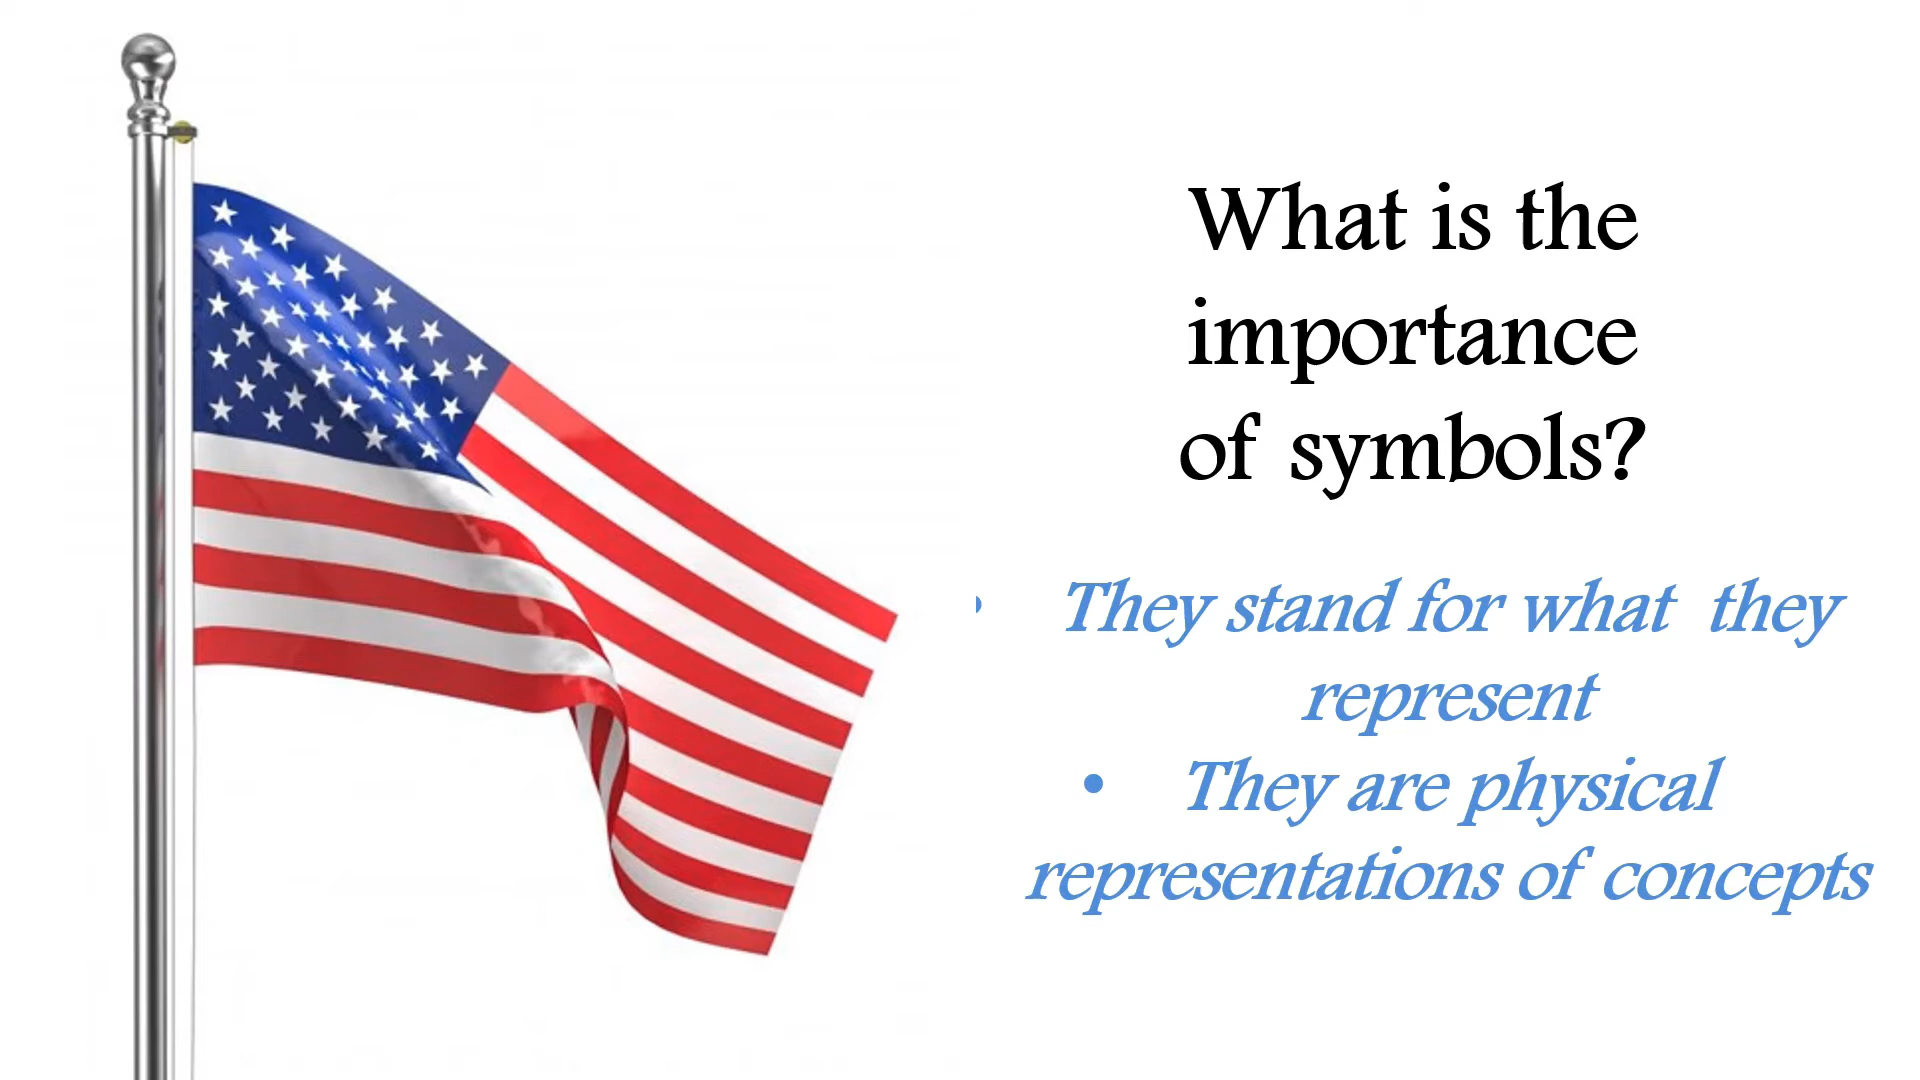 What is the
importance
of symbols?
• They stand for what they
represent
• They are physical
representations of concepts